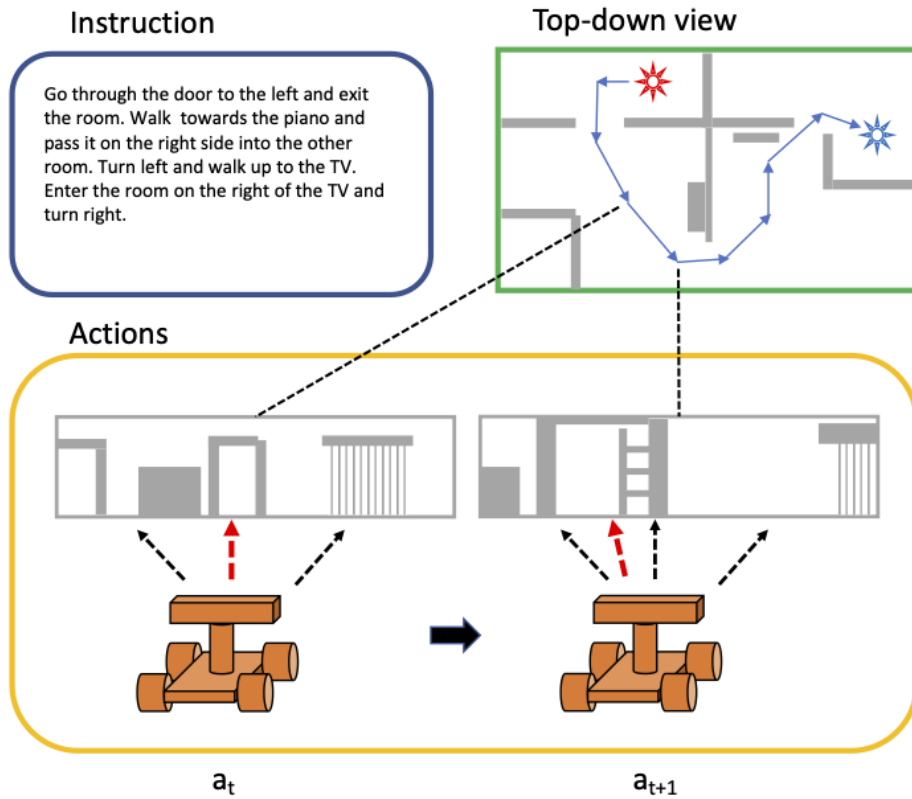 Instruction
Top-down view
Go through the door to the left and exit
the room. Walk towards the piano and
pass it on the right side into the other
room. Turn left and walk up to the TV.
Enter the room on the right of the TV and
turn right.
Actions
a_t
a_{t+1}